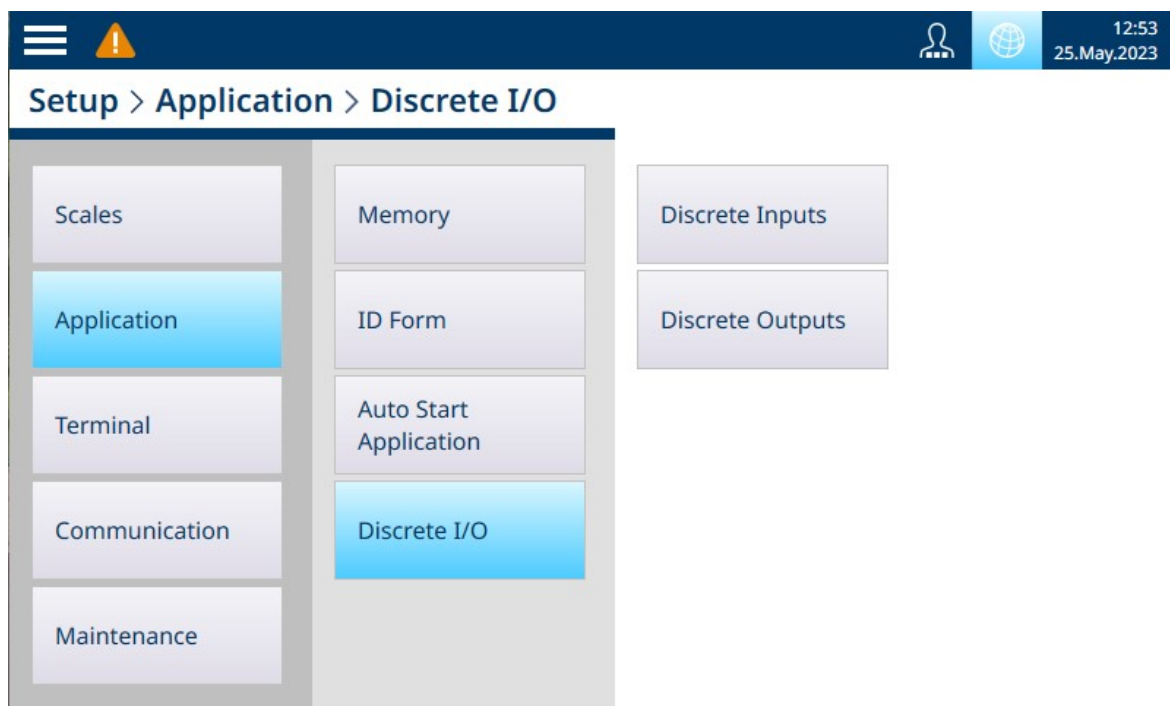 12:53
25.May.2023
Setup > Application > Discrete I/O
Scales
Application
Terminal
Communication
Maintenance
Memory
ID Form
Auto Start
Application
Discrete I/O
Discrete Inputs
Discrete Outputs